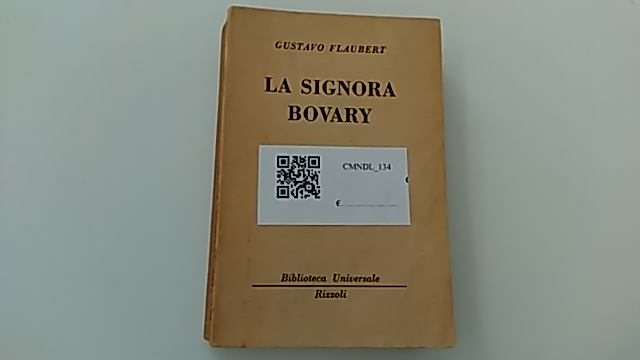 GUSTAVO FLAUBERT
LA SIGNORA
BOVARY
CMNDL_134
€
Biblioteca Universale
Rizzoli